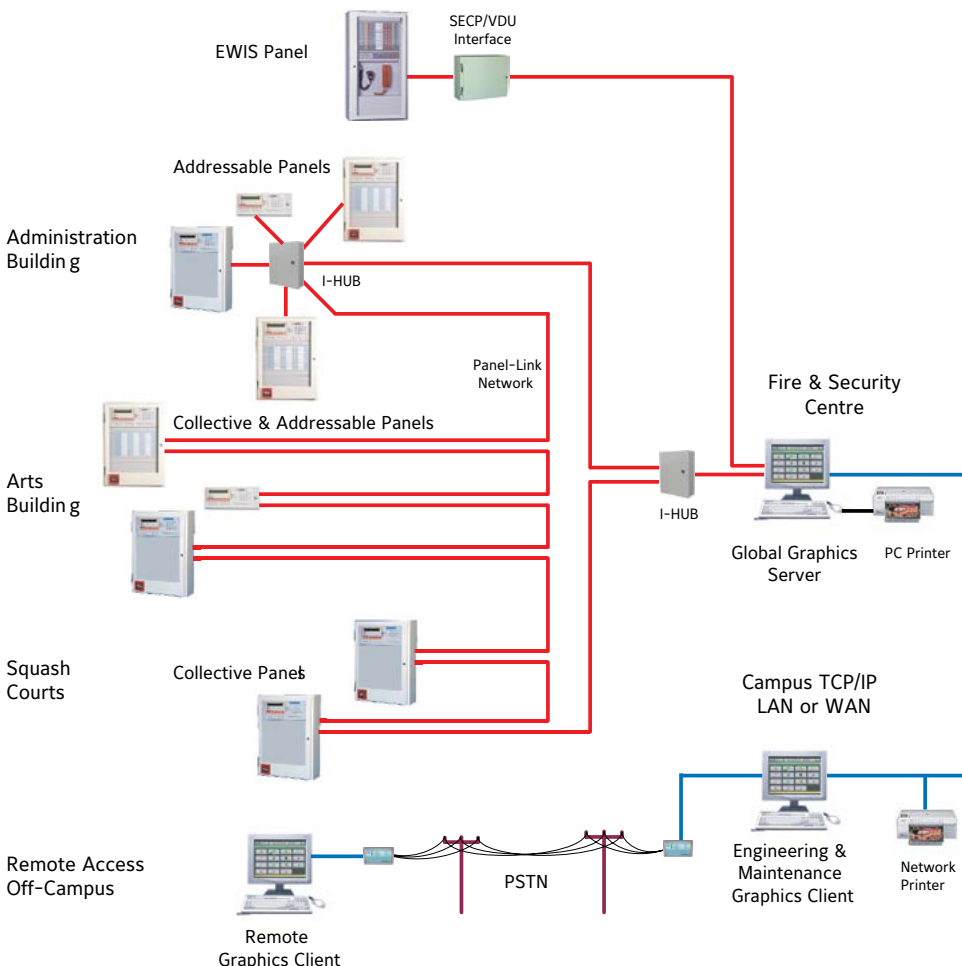 SECP/VDU
Interface
EWIS Panel
Addressable Panels
Administration
Building
I-HUB
Panel-Link
Network
Fire & Security
Centre
Collective & Addressable Panels
Arts
Building
I-HUB
Global Graphics
Server
PC Printer
Squash
Courts
Collective Panels
Campus TCP/IP
LAN or WAN
Remote Access
Off-Campus
PSTN
Engineering &
Maintenance
Graphics Client
Network
Printer
Remote
Graphics Client